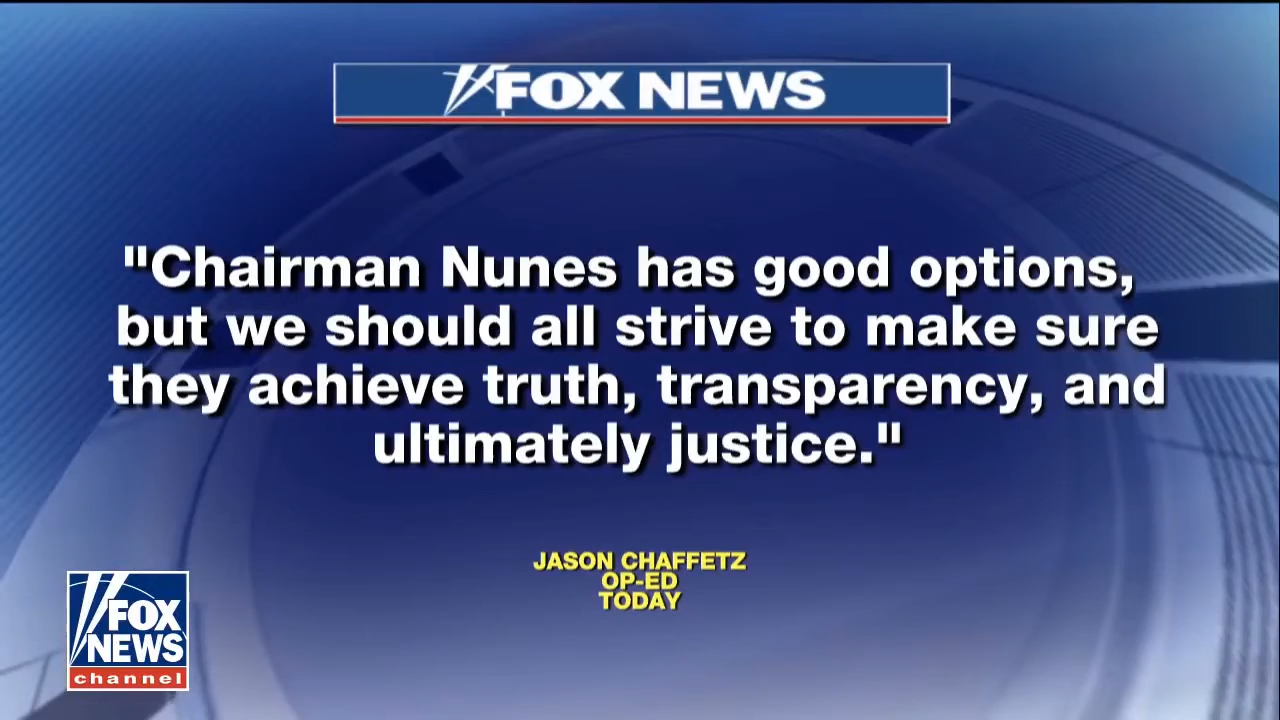 FOX NEWS
"Chairman Nunes has good options,
but we should all strive to make sure
they achieve truth, transparency, and
ultimately justice."
JASON CHAFFETZ
OP-ED
TODAY
FOX
NEWS
channel